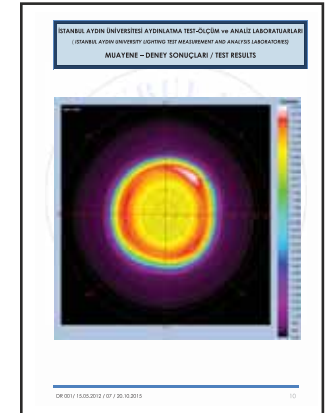 İSTANBUL AYDIN ÜNİVERSİTESİ AYDINLATMA TEST-ÖLÇÜM ve ANALİZ LABORATUARLARI
( ISTANBUL AYDIN UNIVERSITY LIGHTING TEST MEASUREMENT AND ANALYSIS LABORATORIES)
MUAYENE – DENEY SONUÇLARI / TEST RESULTS
DR 001/ 15.05.2012 / 07 / 20.10.2015
10